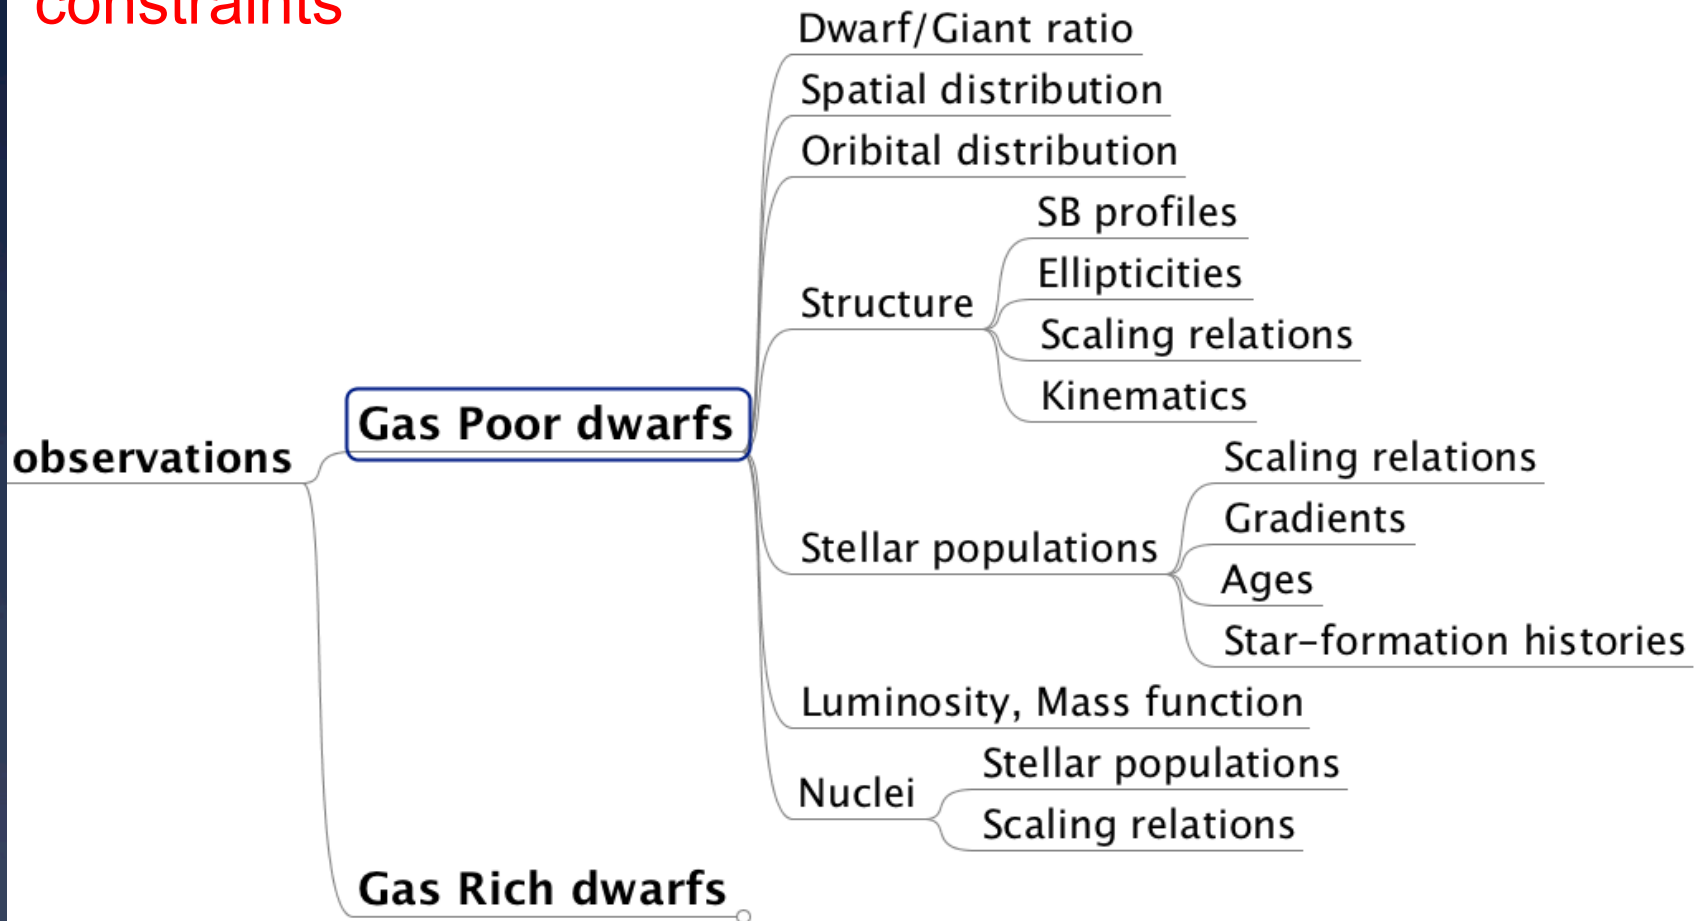 constraints
Dwarf/Giant ratio
Spatial distribution
Oribital distribution
SB profiles
Ellipticities
Structure
Scaling relations
Kinematics
Gas Poor dwarfs
observations
Scaling relations
Gradients
Stellar populations
Ages
Star-formation histories
Luminosity, Mass function
Stellar populations
Nuclei
Scaling relations
Gas Rich dwarfs